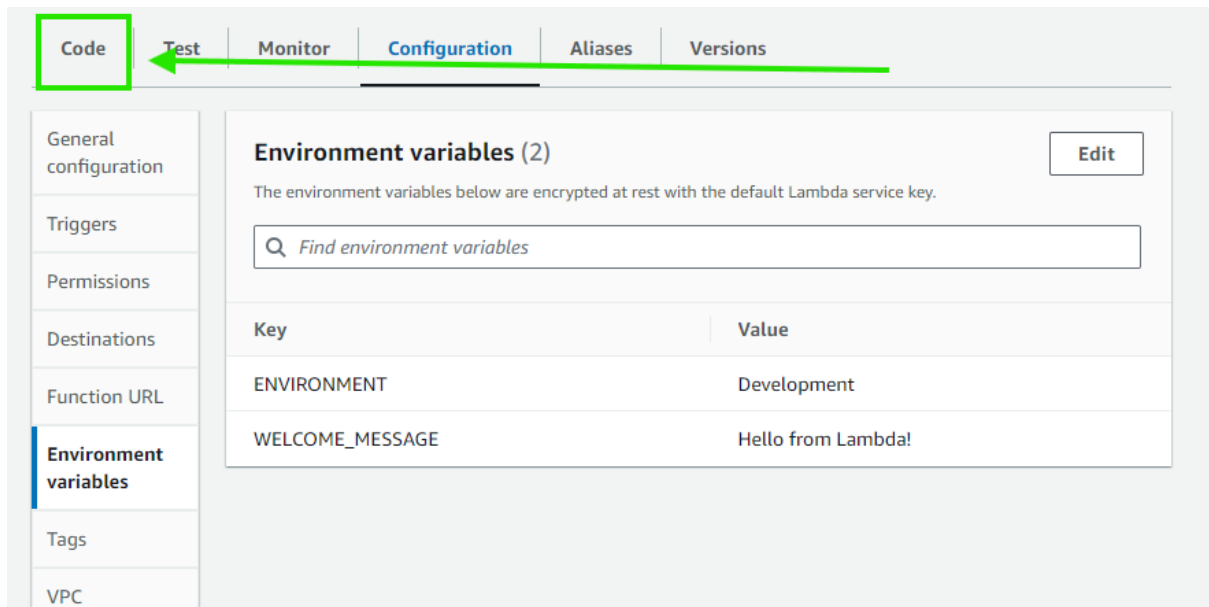 Code Test Monitor Configuration Aliases Versions
General
configuration
Triggers
Permissions
Destinations
Function URL
Environment
variables
Tags
VPC
Environment variables (2)
Edit
The environment variables below are encrypted at rest with the default Lambda service key.
Find environment variables
Key Value
ENVIRONMENT Development
WELCOME_MESSAGE Hello from Lambda!